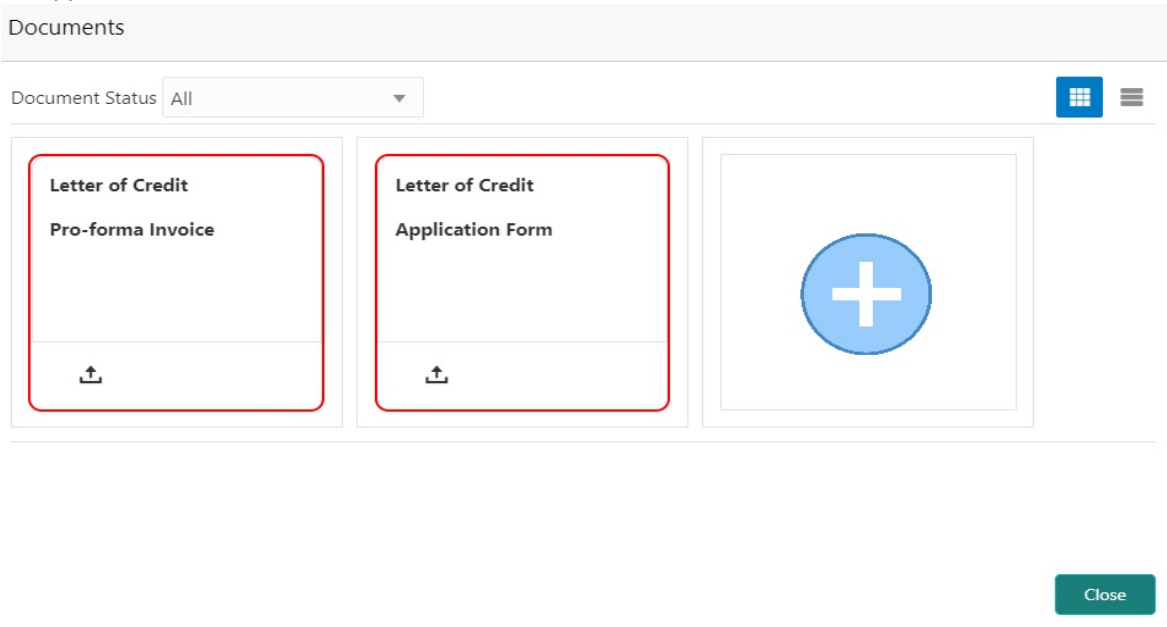 Documents
Document Status All
Letter of Credit
Pro-forma Invoice
Letter of Credit
Application Form
Close